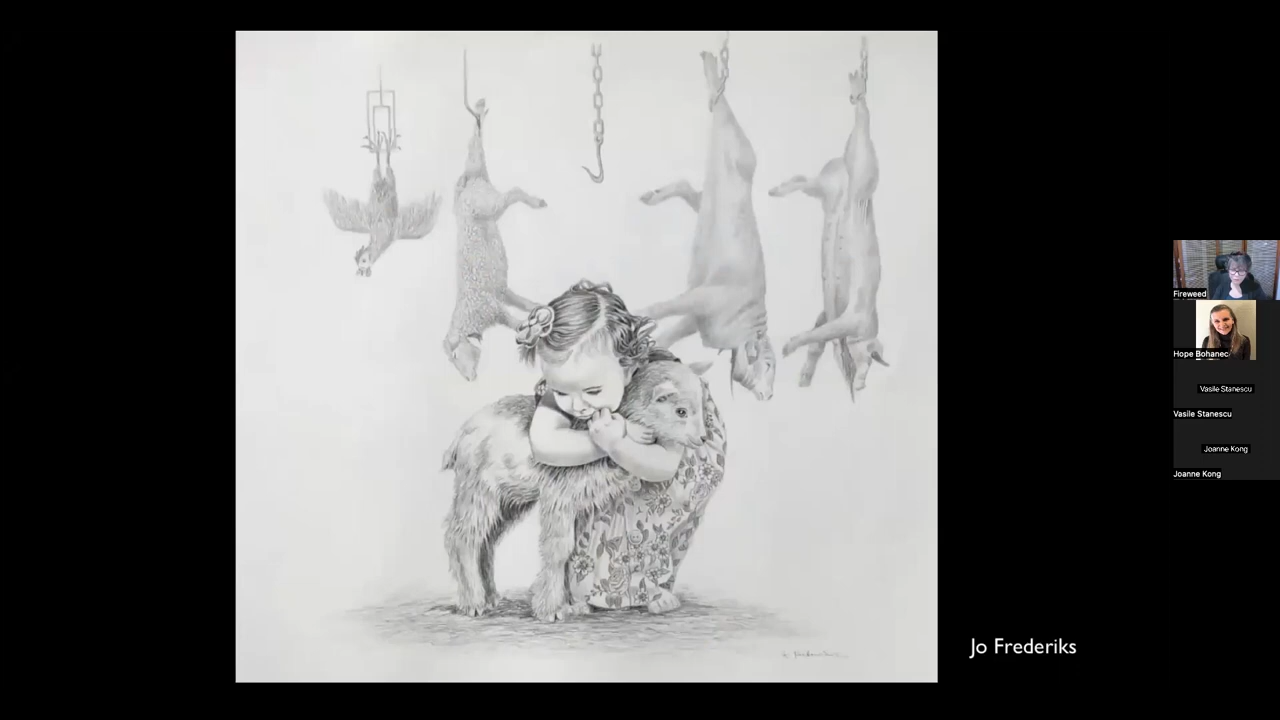 Jo Frederiks
Fireweed
Hope Bohanec
Vasile Stanescu
Vasile Stanescu
Joanne Kong
Joanne Kong